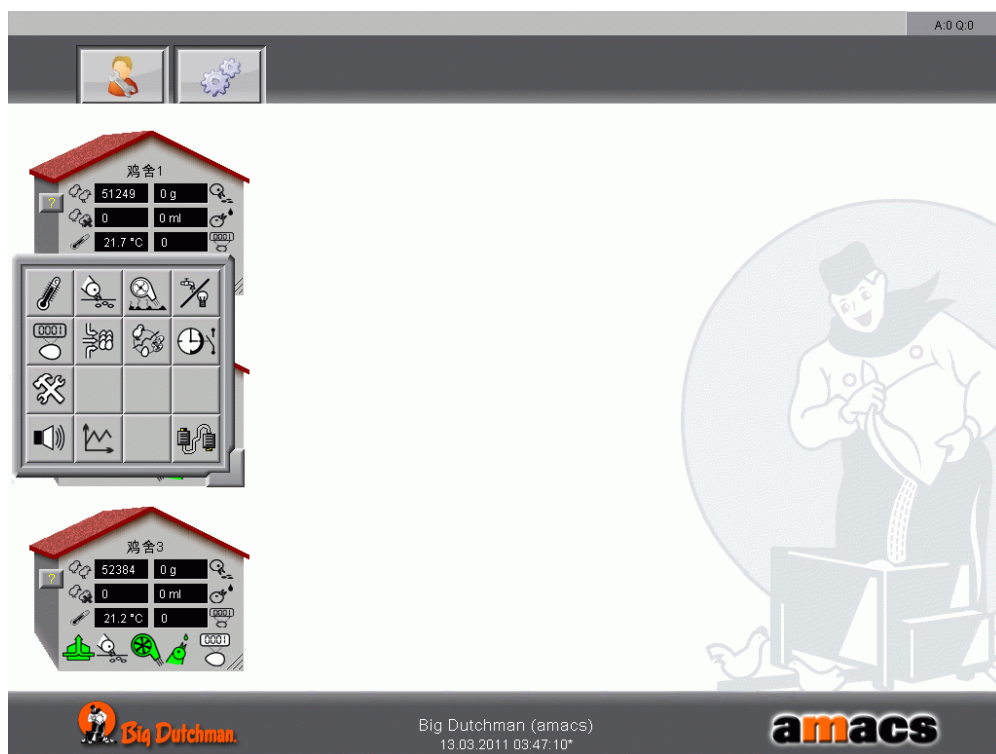 A:0 Q:0
鸡舍1
?
51249 0 g
0 0 ml
21.7 °C 0
0001
0001
鸡舍3
?
52384 0 g
0 0 ml
21.2 °C 0
0001
0001
Big Dutchman.
Big Dutchman (amacs)
13.03.2011 03:47:10*
amacs